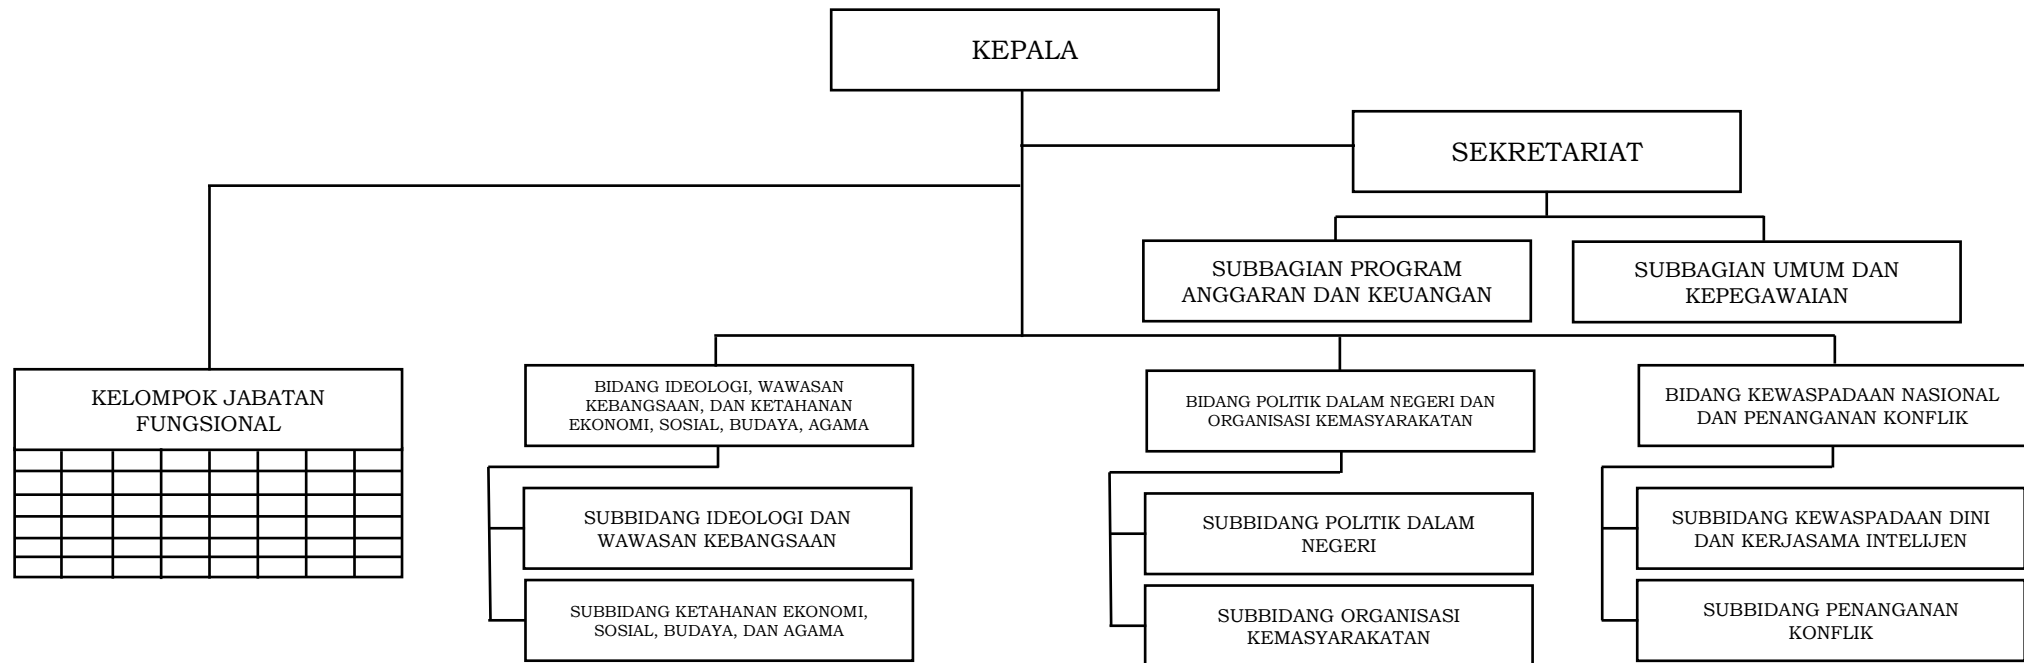 KEPALA
SEKRETARIAT
SUBBAGIAN PROGRAM
ANGGARAN DAN KEUANGAN
SUBBAGIAN UMUM DAN
KEPEGAWAIAN
KELOMPOK JABATAN
FUNGSIONAL
BIDANG IDEOLOGI, WAWASAN
KEBANGSAAN, DAN KETAHANAN
EKONOMI, SOSIAL, BUDAYA, AGAMA
BIDANG POLITIK DALAM NEGERI DAN
ORGANISASI KEMASYARAKATAN
BIDANG KEWASPADAAN NASIONAL
DAN PENANGANAN KONFLIK
SUBBIDANG IDEOLOGI DAN
WAWASAN KEBANGSAAN
SUBBIDANG POLITIK DALAM
NEGERI
SUBBIDANG KEWASPADAAN DINI
DAN KERJASAMA INTELIJEN
SUBBIDANG KETAHANAN EKONOMI,
SOSIAL, BUDAYA, DAN AGAMA
SUBBIDANG ORGANISASI
KEMASYARAKATAN
SUBBIDANG PENANGANAN
KONFLIK